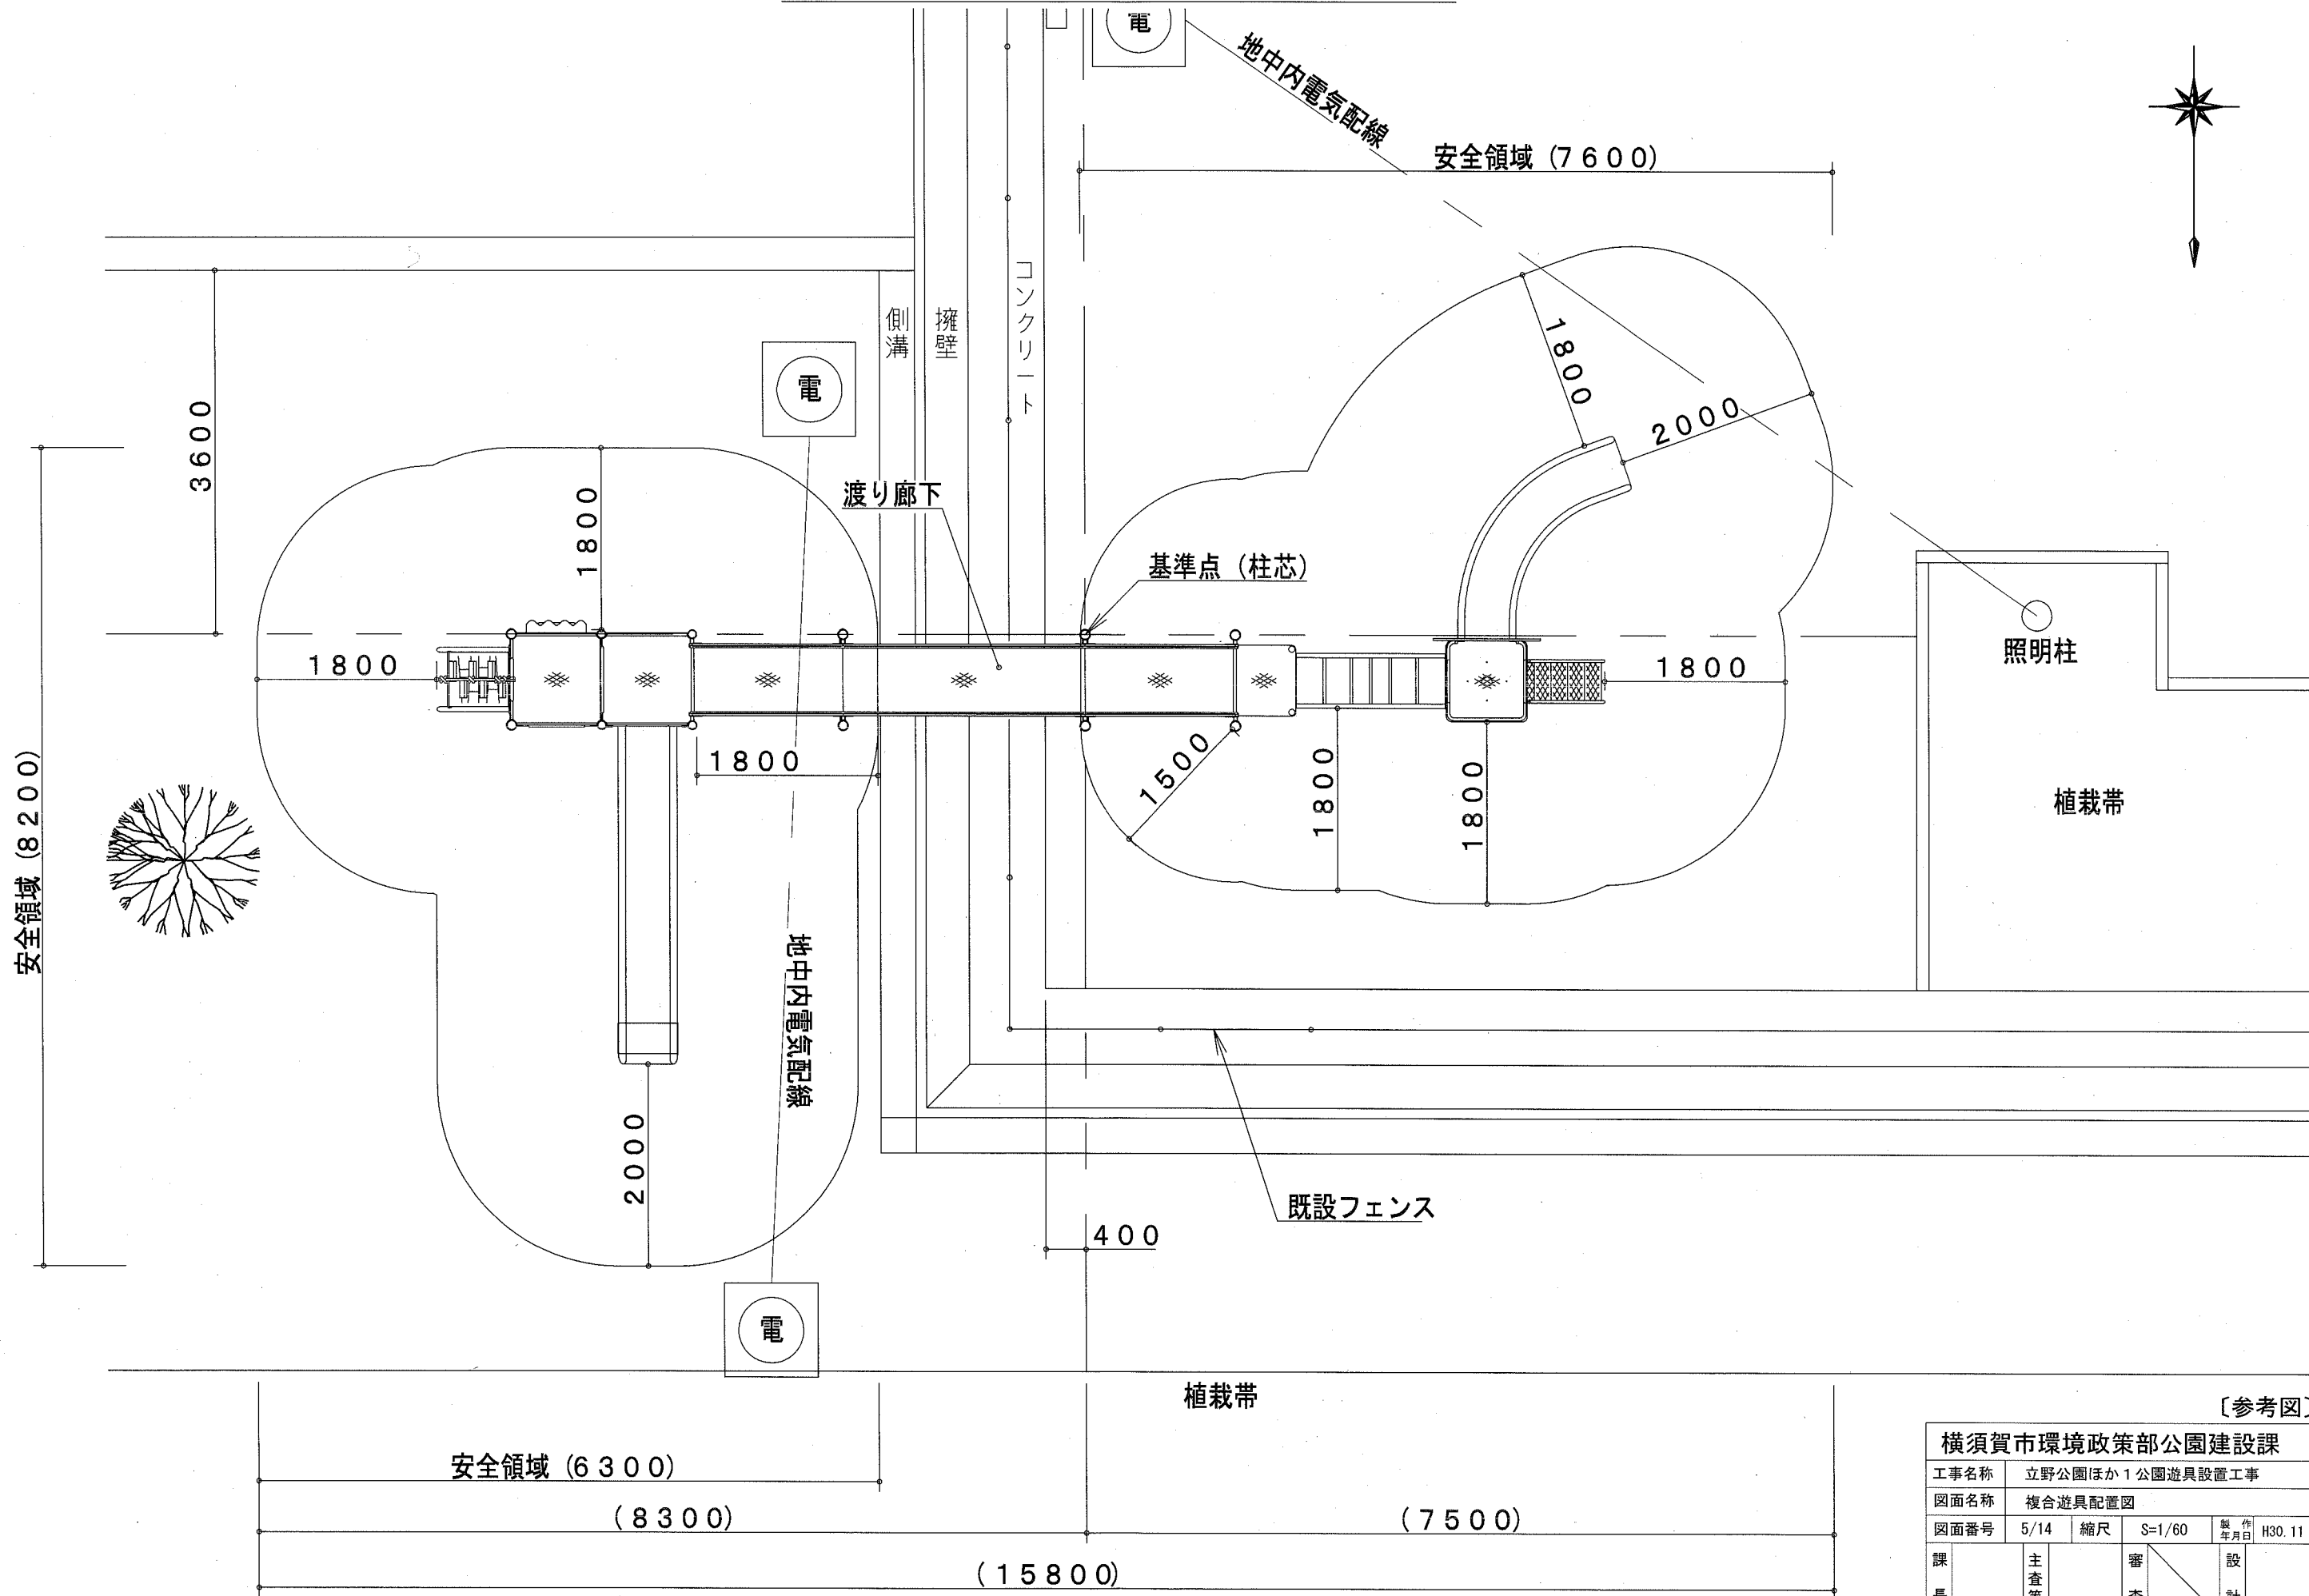 電
地中内電気配線
安全領域 (7600)
コンクリート
側溝
擁壁
3600
電
1800
2000
1800
渡り廊下
基準点 (柱芯)
照明柱
1800
1800
1800
1500
1800
1800
安全領域 (8200)
植栽帯
地中内電気配線
2000
既設フェンス
400
電
植栽帯
〔参考図〕
安全領域 (6300)
(8300)
(7500)
(15800)
横須賀市環境政策部公園建設課
工事名称 立野公園ほか1公園遊具設置工事
図面名称 複合遊具配置図
図面番号 5/14 縮尺 S=1/60 製作年月日 H30.11
課
主査
審
設